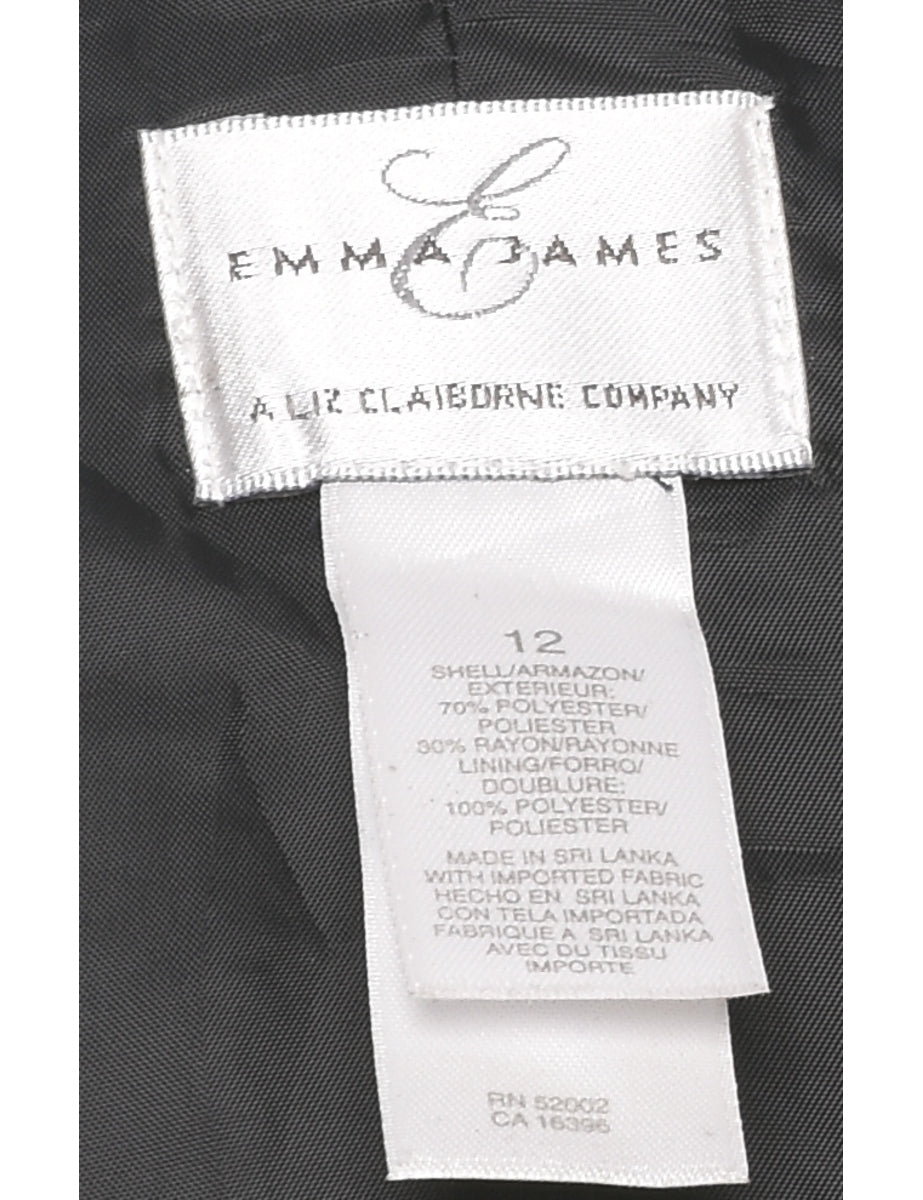 E
EMMA JAMES
A LIZ CLAIBORNE COMPANY
12
SHELL/ARMAZON/
EXTERIEUR:
70% POLYESTER/
POLIESTER
30% RAYON/RAYONNE
LINING/FORRO/
DOUBLURE:
100% POLYESTER/
POLIESTER
MADE IN SRI LANKA
WITH IMPORTED FABRIC
HECHO EN SRI LANKA
CON TELA IMPORTADA
FABRIQUE A SRI LANKA
AVEC DU TISSU
IMPORTE
RN 52002
CA 16396